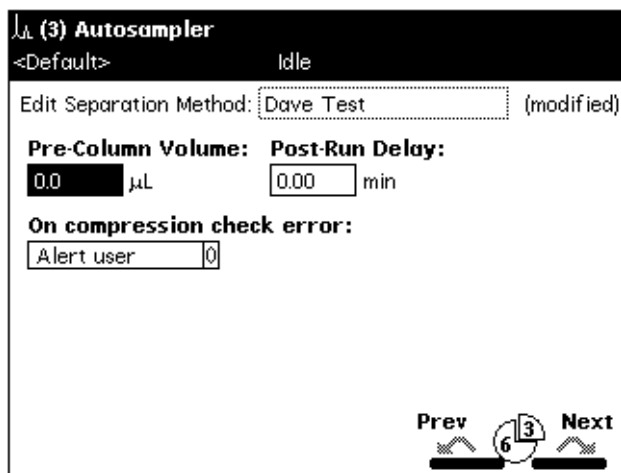 (3) Autosampler
<Default> Idle
Edit Separation Method: Dave Test (modified)
Pre-Column Volume: Post-Run Delay:
0.0 µL 0.00 min
On compression check error:
Alert user 0
Prev 6 3 Next